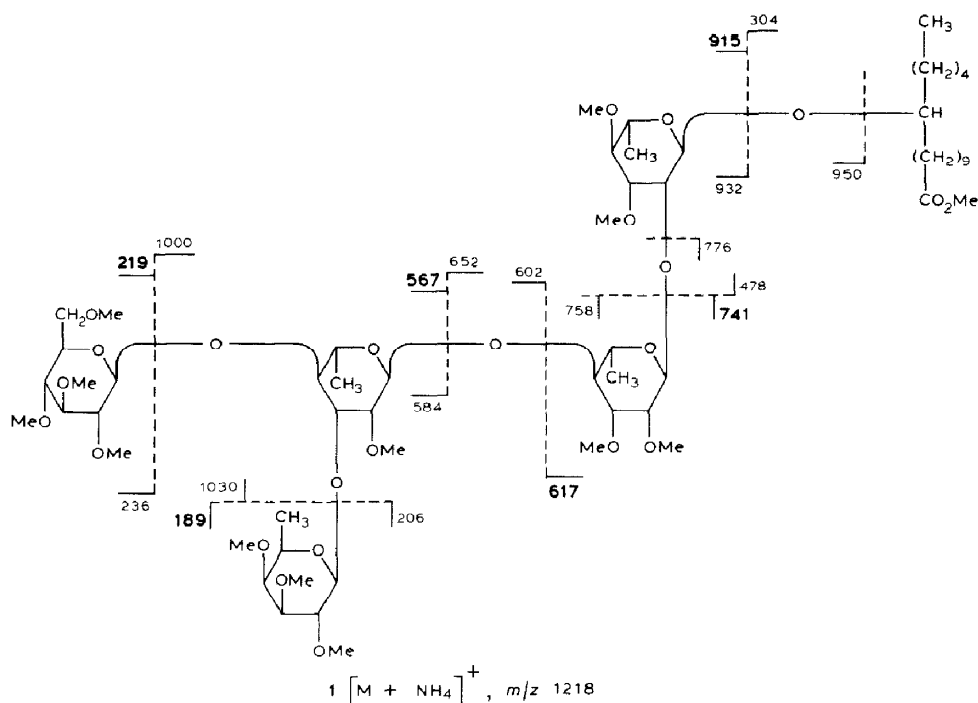 304
915
CH₃
(CH₂)₄
MeO
O
O
CH
CH₃
(CH₂)₉
932
950
MeO
CO₂Me
1000
776
219
652
602
O
567
478
758
741
CH₂OMe
O
O
O
O
O
OMe
CH₃
CH₃
MeO
584
OMe
OMe
MeO
OMe
236
O
617
1030
189
206
CH₃
MeO
O
OMe
OMe
1 [M + NH₄]⁺, m/z 1218